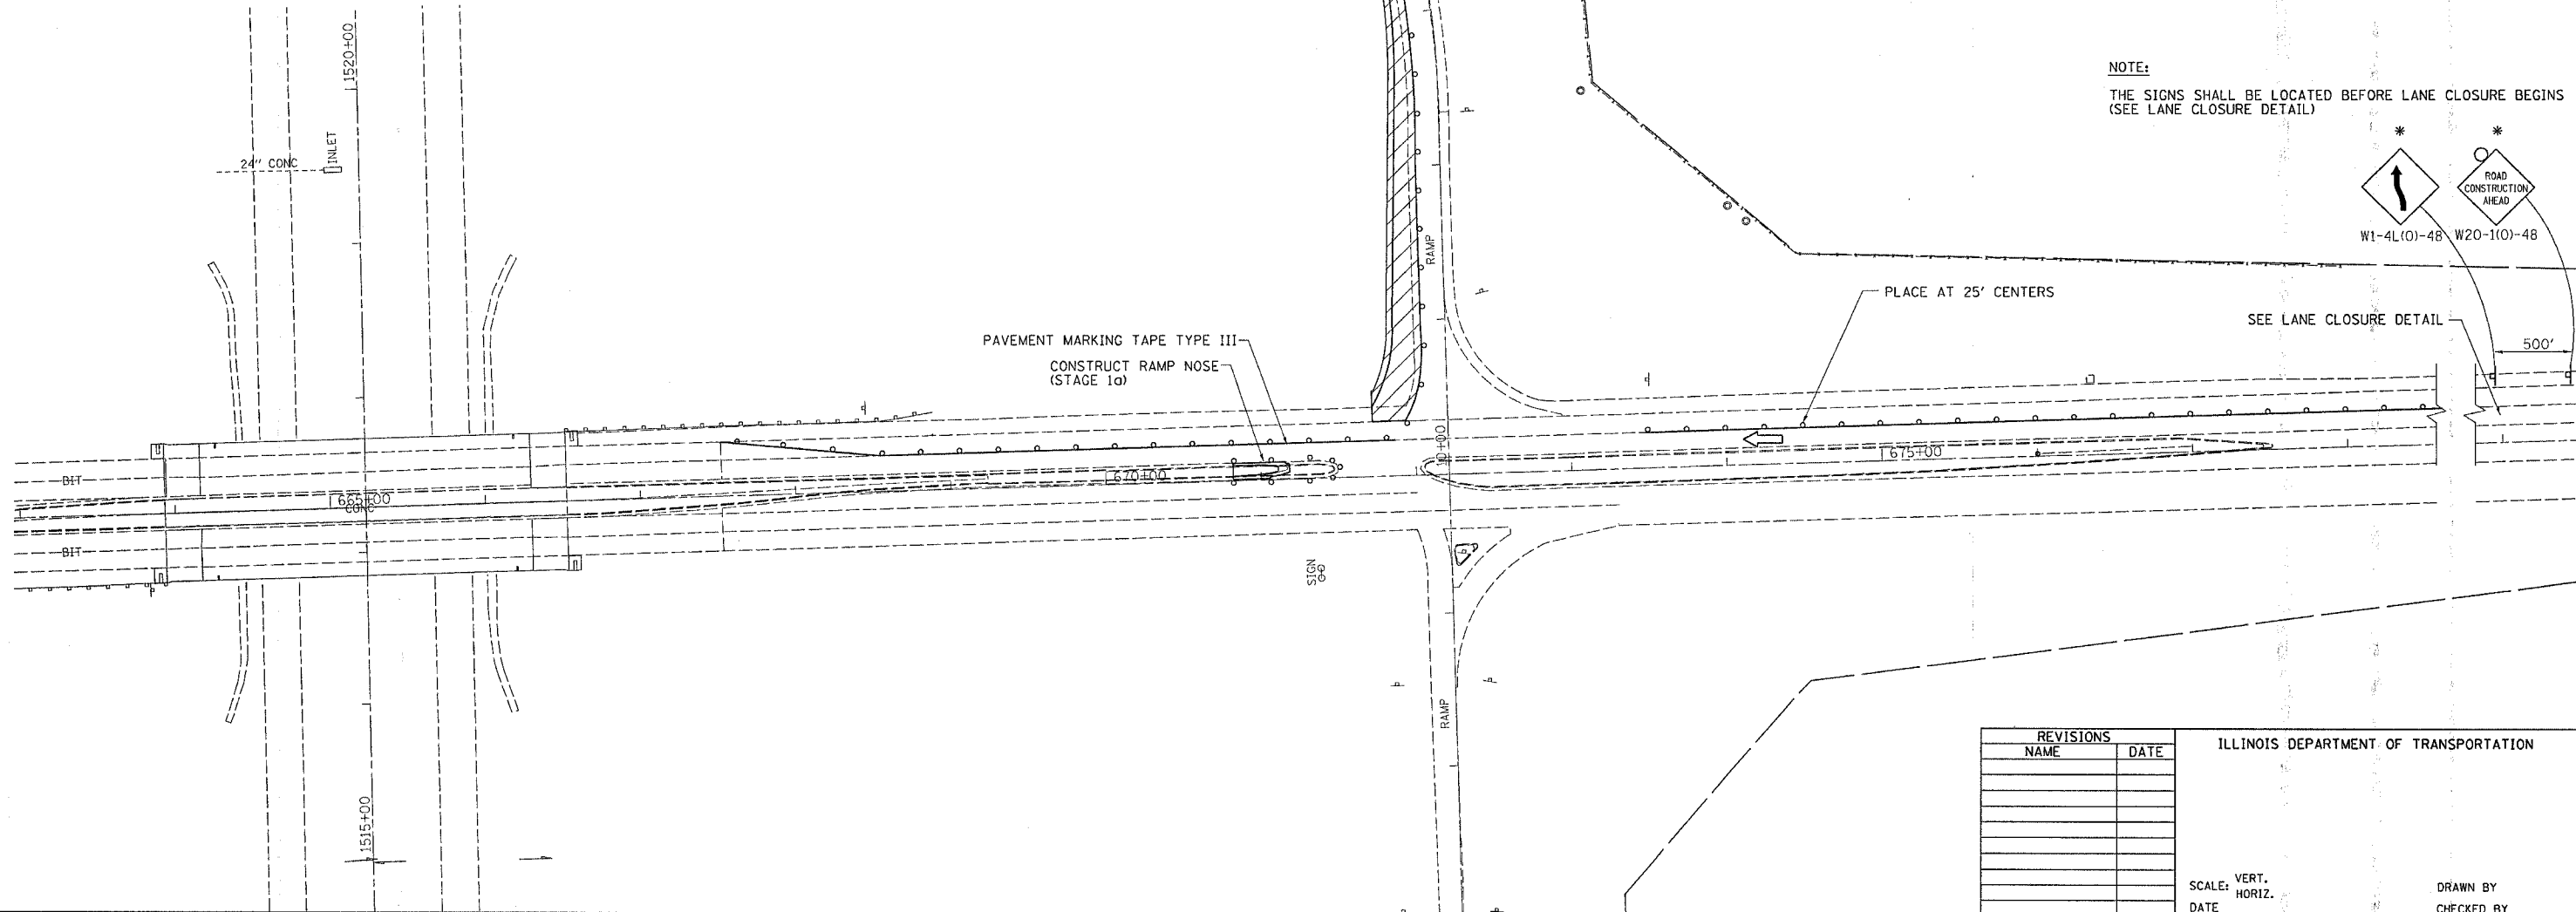 1520+00
INLET
24" CONC
NOTE:
THE SIGNS SHALL BE LOCATED BEFORE LANE CLOSURE BEGINS
(SEE LANE CLOSURE DETAIL)
* *
ROAD
CONSTRUCTION
AHEAD
W1-4L(O)-48 W20-1(O)-48
RAMP
PLACE AT 25' CENTERS
SEE LANE CLOSURE DETAIL
500'
PAVEMENT MARKING TAPE TYPE III
CONSTRUCT RAMP NOSE
(STAGE 1a)
BIT
665+00
CONC
670+00
675+00
BIT
SIGN
RAMP
1515+00
REVISIONS
NAME DATE
ILLINOIS DEPARTMENT OF TRANSPORTATION
SCALE: VERT.
HORIZ.
DATE
DRAWN BY
CHECKED BY